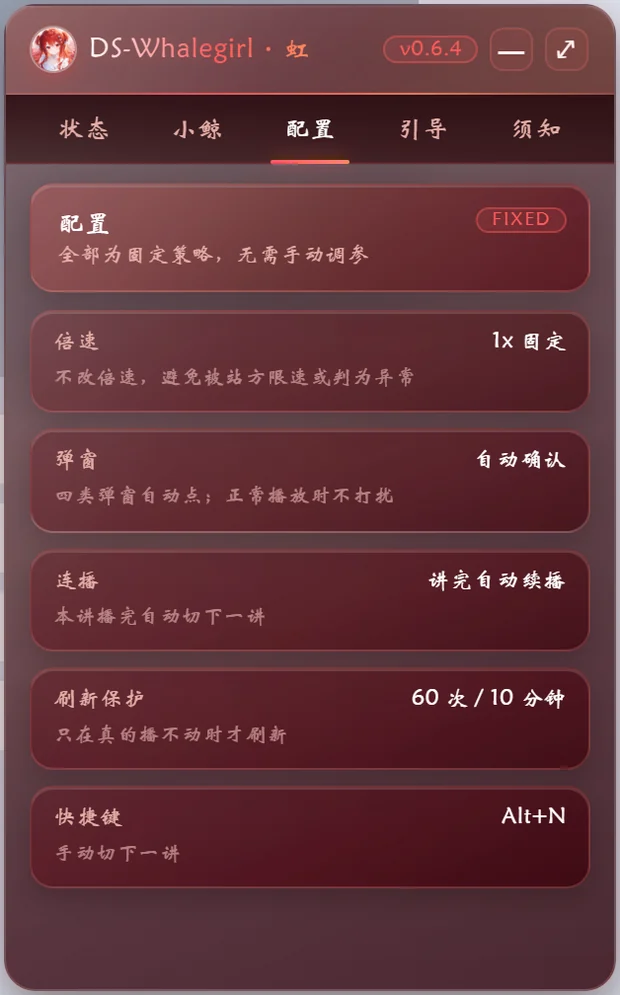 DS-Whalegirl · 虹
v0.6.4
状态 小鲸 配置 引导 须知
配置
FIXED
全部为固定策略，无需手动调参
倍速
1x 固定
不改倍速，避免被站方限速或判为异常
弹窗
自动确认
四类弹窗自动点；正常播放时不打扰
连播
讲完自动续播
本讲播完自动切下一讲
刷新保护
60 次 / 10 分钟
只在真的播不动时才刷新
快捷键
Alt+N
手动切下一讲